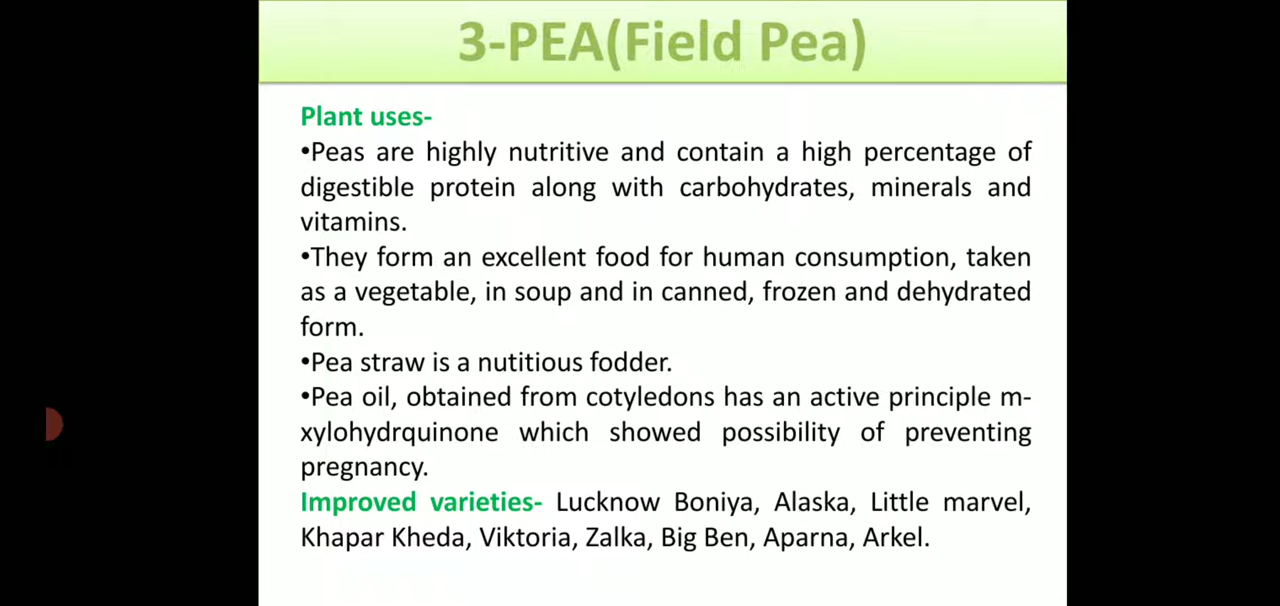 3-PEA(Field Pea)
Plant uses-
•Peas are highly nutritive and contain a high percentage of
digestible protein along with carbohydrates, minerals and
vitamins.
•They form an excellent food for human consumption, taken
as a vegetable, in soup and in canned, frozen and dehydrated
form.
•Pea straw is a nutitious fodder.
•Pea oil, obtained from cotyledons has an active principle m-
xylohydrquinone which showed possibility of preventing
pregnancy.
Improved varieties- Lucknow Boniya, Alaska, Little marvel,
Khapar Kheda, Viktoria, Zalka, Big Ben, Aparna, Arkel.